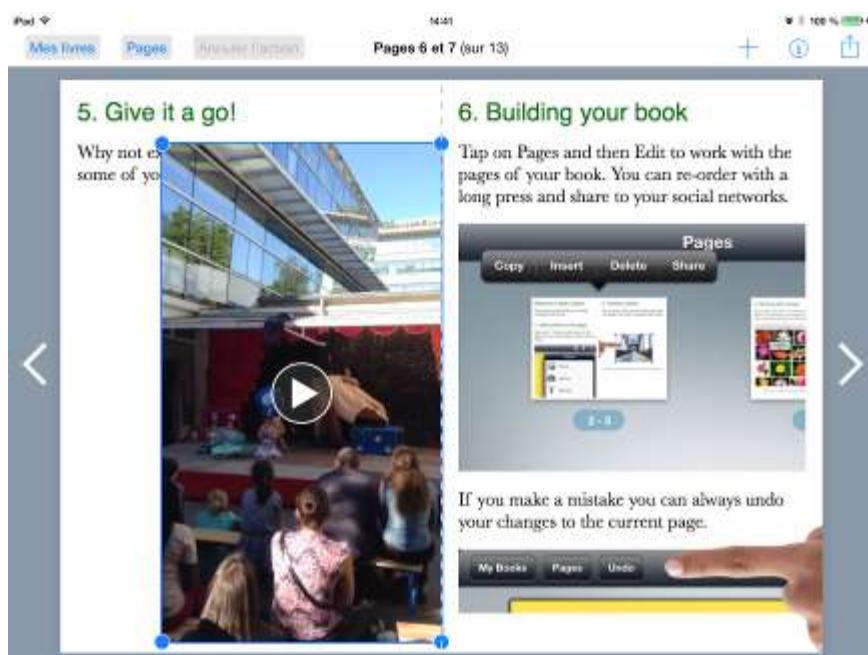 iPad 14:41 100 %
Mes livres Pages Annuler l'action Pages 6 et 7 (sur 13)
5. Give it a go!
Why not ex
some of yo
6. Building your book
Tap on Pages and then Edit to work with the
pages of your book. You can re-order with a
long press and share to your social networks.
Pages
Copy Insert Delete Share
If you make a mistake you can always undo
your changes to the current page.
My Books Pages Undo